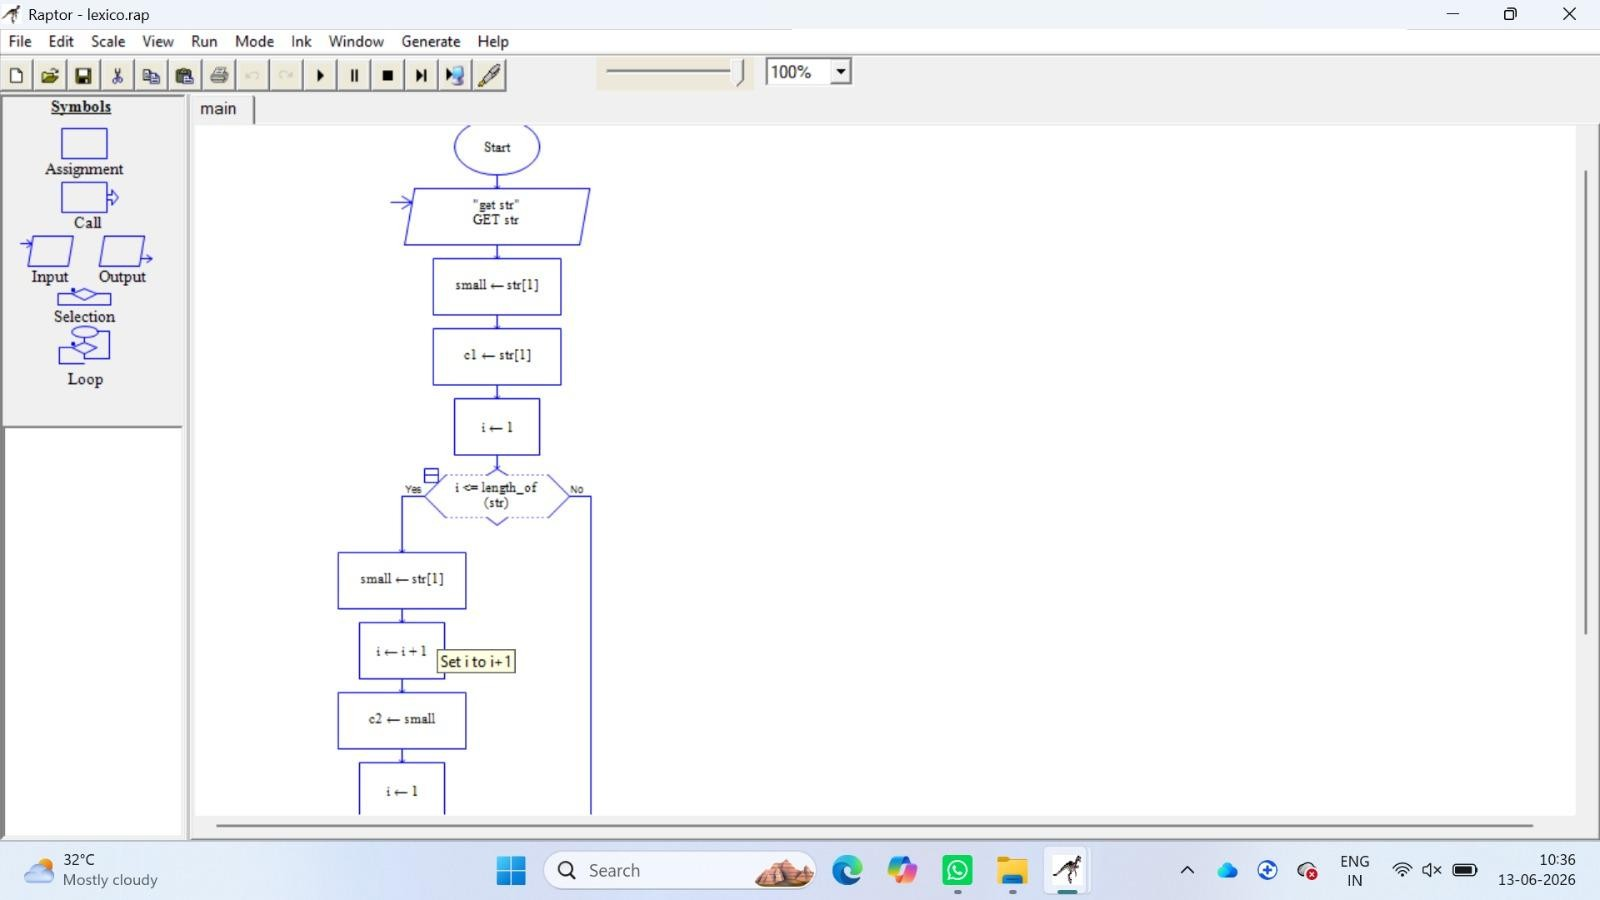 Raptor - lexico.rap
File Edit Scale View Run Mode Ink Window Generate Help
100%
Symbols
Assignment
Call
Input Output
Selection
Loop
main
Start
"get str"
GET str
small ← str[1]
c1 ← str[1]
i ← 1
i <= length_of
(str)
Yes
No
small ← str[1]
i ← i + 1
Set i to i+1
c2 ← small
i ← 1
32°C
Mostly cloudy
Search
ENG
IN
10:36
13-06-2026